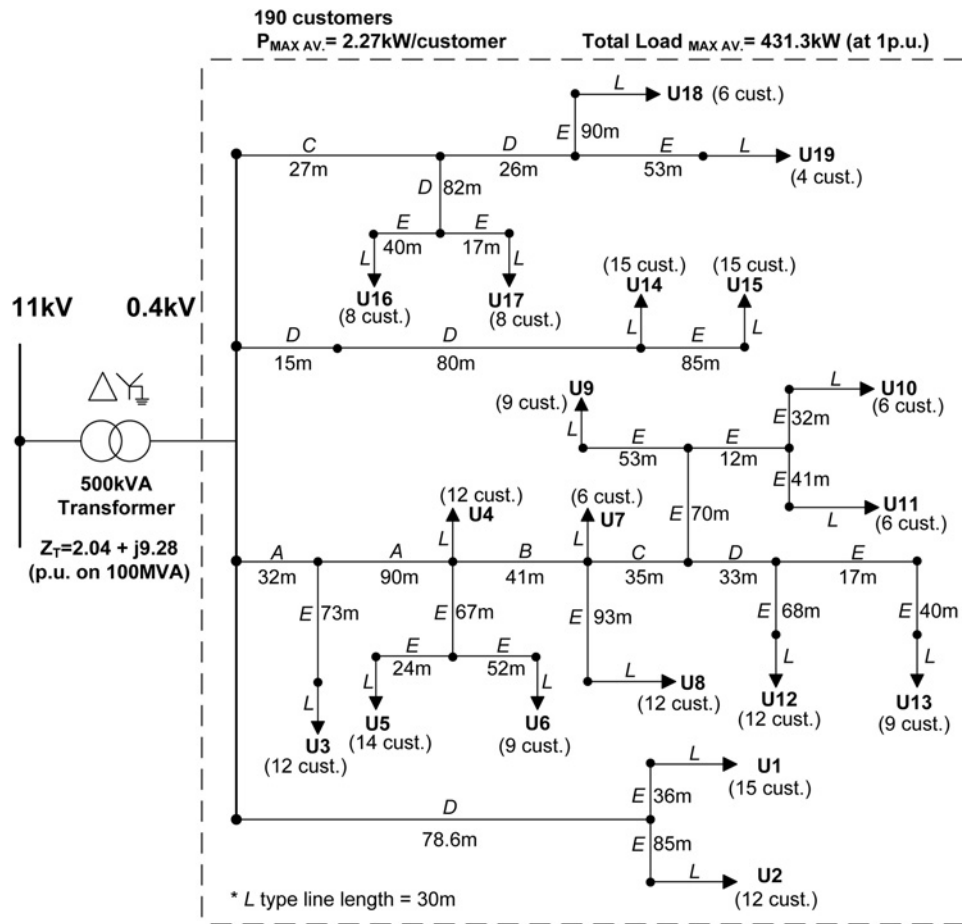 190 customers
P MAX AV.= 2.27kW/customer
Total Load MAX AV.= 431.3kW (at 1p.u.)
L
U18 (6 cust.)
E
90m
C
27m
D
26m
E
53m
L
U19
(4 cust.)
D
82m
E
40m
E
17m
L
L
U16
(8 cust.)
U17
(8 cust.)
(15 cust.)
U14
(15 cust.)
U15
L
L
11kV
0.4kV
D
15m
D
80m
E
85m
U9
(9 cust.)
L
E
53m
E
12m
L
U10
(6 cust.)
E
32m
E
41m
L
U11
(6 cust.)
500kVA
Transformer
ZT=2.04 + j9.28
(p.u. on 100MVA)
(12 cust.)
U4
L
(6 cust.)
U7
L
E
70m
A
32m
A
90m
B
41m
C
35m
D
33m
E
17m
E
73m
E
67m
E
93m
E
68m
E
40m
E
24m
E
52m
L
L
L
L
L
L
U3
(12 cust.)
U5
(14 cust.)
U6
(9 cust.)
U8
(12 cust.)
U12
(12 cust.)
U13
(9 cust.)
D
78.6m
L
U1
(15 cust.)
E
36m
E
85m
L
U2
(12 cust.)
* L type line length = 30m